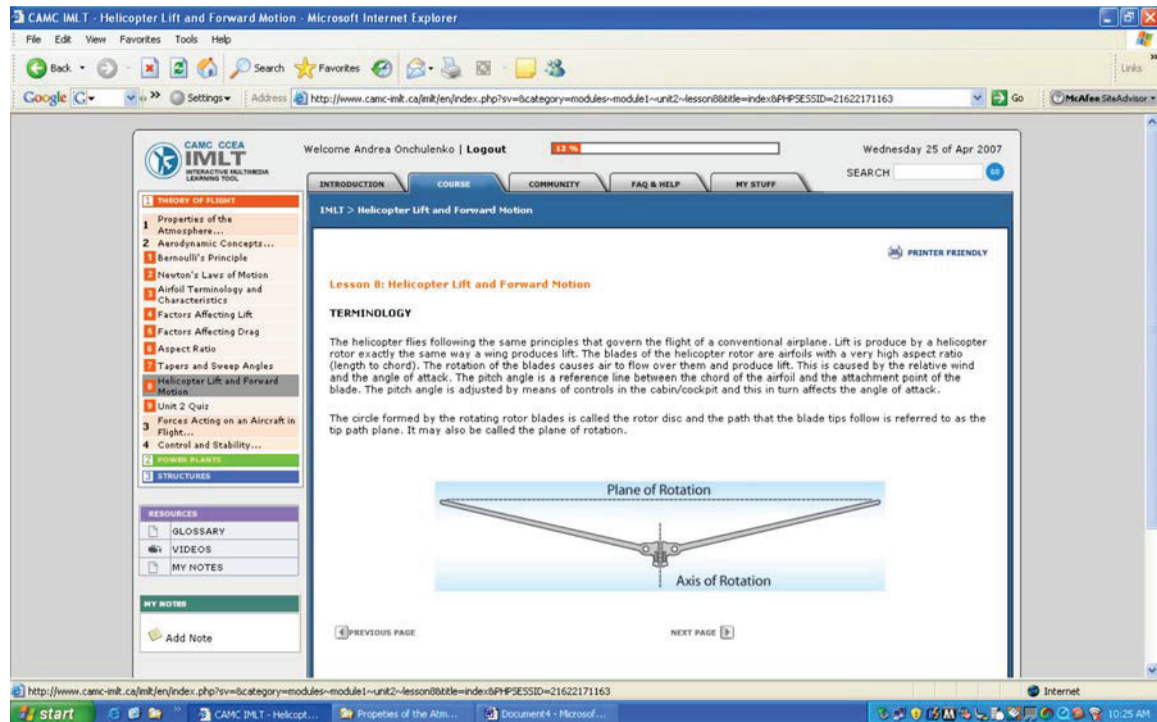 CAMC IMLT - Helicopter Lift and Forward Motion - Microsoft Internet Explorer
File Edit View Favorites Tools Help
Back Search Favorites Links
Google G Settings Address http://www.camc-imlt.ca/imlt/en/index.php?sv=&category=modules~module1~unit2~lesson8&title=index&PHPSESSID=21622171163 Go McAfee SiteAdvisor
CAMC CCEA
IMLT
INTERACTIVE MULTIMEDIA
LEARNING TOOL
Welcome Andrea Onchulenko | Logout 12 % Wednesday 25 of Apr 2007
SEARCH GO
INTRODUCTION COURSE COMMUNITY FAQ & HELP MY STUFF
IMLT > Helicopter Lift and Forward Motion
1 THEORY OF FLIGHT
1 Properties of the
Atmosphere...
2 Aerodynamic Concepts...
1 Bernoulli's Principle
2 Newton's Laws of Motion
3 Airfoil Terminology and
Characteristics
4 Factors Affecting Lift
5 Factors Affecting Drag
6 Aspect Ratio
7 Tapers and Sweep Angles
8 Helicopter Lift and Forward
Motion
9 Unit 2 Quiz
3 Forces Acting on an Aircraft in
Flight...
4 Control and Stability...
2 POWER PLANTS
3 STRUCTURES
RESOURCES
GLOSSARY
VIDEOS
MY NOTES
MY NOTES
Add Note
PRINTER FRIENDLY
Lesson 8: Helicopter Lift and Forward Motion
TERMINOLOGY
The helicopter flies following the same principles that govern the flight of a conventional airplane. Lift is produce by a helicopter
rotor exactly the same way a wing produces lift. The blades of the helicopter rotor are airfoils with a very high aspect ratio
(length to chord). The rotation of the blades causes air to flow over them and produce lift. This is caused by the relative wind
and the angle of attack. The pitch angle is a reference line between the chord of the airfoil and the attachment point of the
blade. The pitch angle is adjusted by means of controls in the cabin/cockpit and this in turn affects the angle of attack.
The circle formed by the rotating rotor blades is called the rotor disc and the path that the blade tips follow is referred to as the
tip path plane. It may also be called the plane of rotation.
Plane of Rotation
Axis of Rotation
PREVIOUS PAGE NEXT PAGE
http://www.camc-imlt.ca/imlt/en/index.php?sv=&category=modules~module1~unit2~lesson8&title=index&PHPSESSID=21622171163 Internet
start CAMC IMLT - Helicopt... Propeties of the Atm... Document4 - Microsof... 10:25 AM